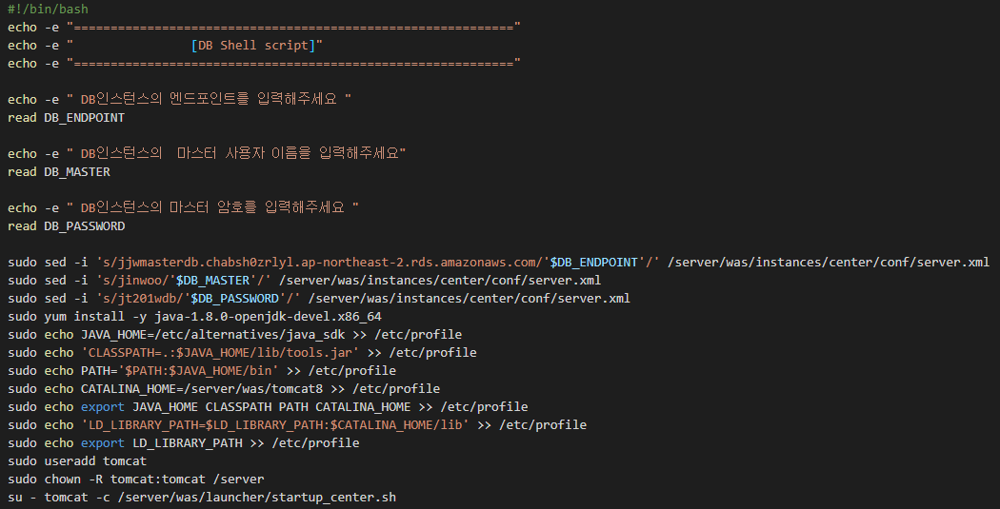 #!/bin/bash
echo -e "============================================================"
echo -e "                [DB Shell script]"
echo -e "============================================================"
echo -e " DB인스턴스의 엔드포인트를 입력해주세요 "
read DB_ENDPOINT
echo -e " DB인스턴스의  마스터 사용자 이름을 입력해주세요"
read DB_MASTER
echo -e " DB인스턴스의 마스터 암호를 입력해주세요 "
read DB_PASSWORD
sudo sed -i 's/jjwmasterdb.chabsh0zrlyl.ap-northeast-2.rds.amazonaws.com/'$DB_ENDPOINT'/' /server/was/instances/center/conf/server.xml
sudo sed -i 's/jinwoo/'$DB_MASTER'/' /server/was/instances/center/conf/server.xml
sudo sed -i 's/jt201wdb/'$DB_PASSWORD'/' /server/was/instances/center/conf/server.xml
sudo yum install -y java-1.8.0-openjdk-devel.x86_64
sudo echo JAVA_HOME=/etc/alternatives/java_sdk >> /etc/profile
sudo echo 'CLASSPATH=.:$JAVA_HOME/lib/tools.jar' >> /etc/profile
sudo echo PATH='$PATH:$JAVA_HOME/bin' >> /etc/profile
sudo echo CATALINA_HOME=/server/was/tomcat8 >> /etc/profile
sudo echo export JAVA_HOME CLASSPATH PATH CATALINA_HOME >> /etc/profile
sudo echo 'LD_LIBRARY_PATH=$LD_LIBRARY_PATH:$CATALINA_HOME/lib' >> /etc/profile
sudo echo export LD_LIBRARY_PATH >> /etc/profile
sudo useradd tomcat
sudo chown -R tomcat:tomcat /server
su - tomcat -c /server/was/launcher/startup_center.sh